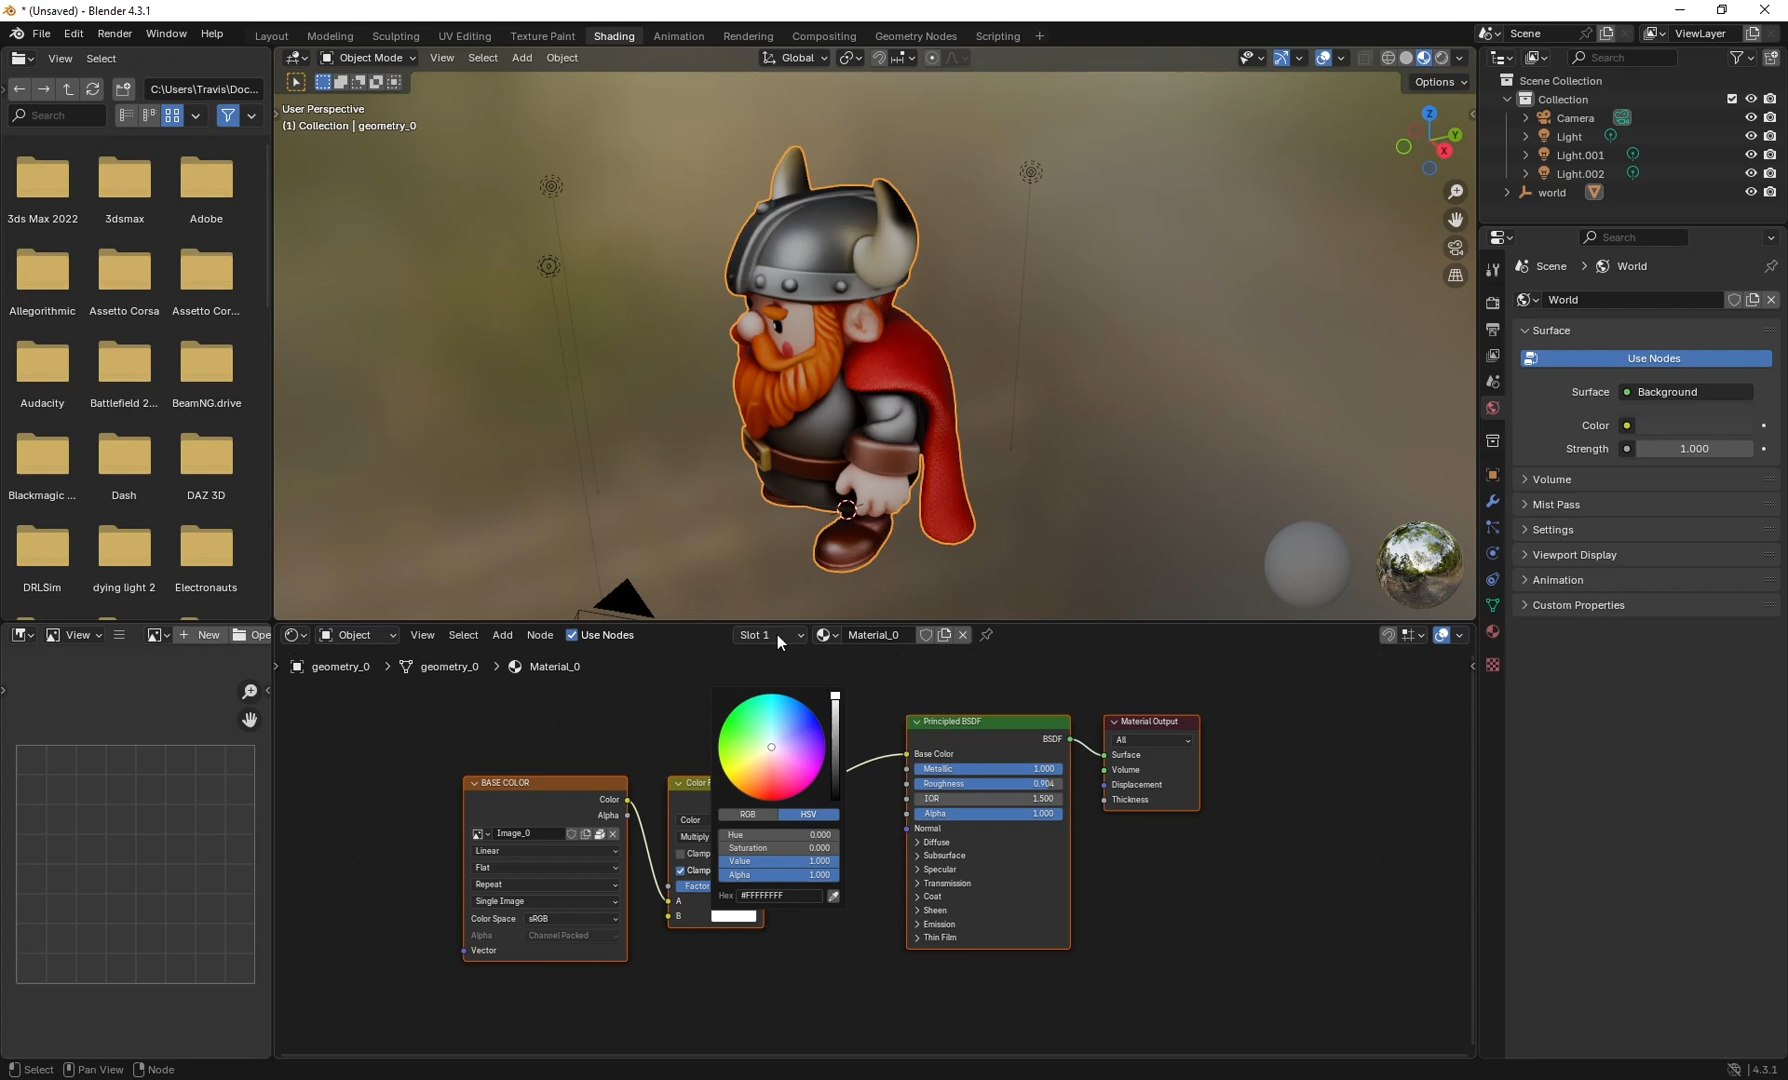 * (Unsaved) - Blender 4.3.1
File Edit Render Window Help
Layout Modeling Sculpting UV Editing Texture Paint Shading Animation Rendering Compositing Geometry Nodes Scripting +
Scene
ViewLayer
View Select
C:\Users\Travis\Doc...
Search
3ds Max 2022 3dsmax Adobe
Allegorithmic Assetto Corsa Assetto Cor...
Audacity Battlefield 2... BeamNG.drive
Blackmagic ... Dash DAZ 3D
DRLSim dying light 2 Electronauts
Object Mode View Select Add Object
Global
Options
User Perspective
(1) Collection | geometry_0
Z
Y
X
Search
Scene Collection
Collection
Camera
Light
Light.001
Light.002
world
Search
Scene > World
World
Surface
Use Nodes
Surface Background
Color
Strength 1.000
Volume
Mist Pass
Settings
Viewport Display
Animation
Custom Properties
View
+ New
Ope
Object View Select Add Node Use Nodes
Slot 1
Material_0
geometry_0 > geometry_0 > Material_0
BASE COLOR
Color
Alpha
Image_0
Linear
Flat
Repeat
Single Image
Color Space sRGB
Alpha Channel Packed
Vector
Color
Multiply
Clamp
Clamp
Factor
A
B
RGB HSV
Hue 0.000
Saturation 0.000
Value 1.000
Alpha 1.000
Hex #FFFFFFFF
Principled BSDF
BSDF
Base Color
Metallic 1.000
Roughness 0.904
IOR 1.500
Alpha 1.000
Normal
Diffuse
Subsurface
Specular
Transmission
Coat
Sheen
Emission
Thin Film
Material Output
All
Surface
Volume
Displacement
Thickness
Select Pan View Node
4.3.1